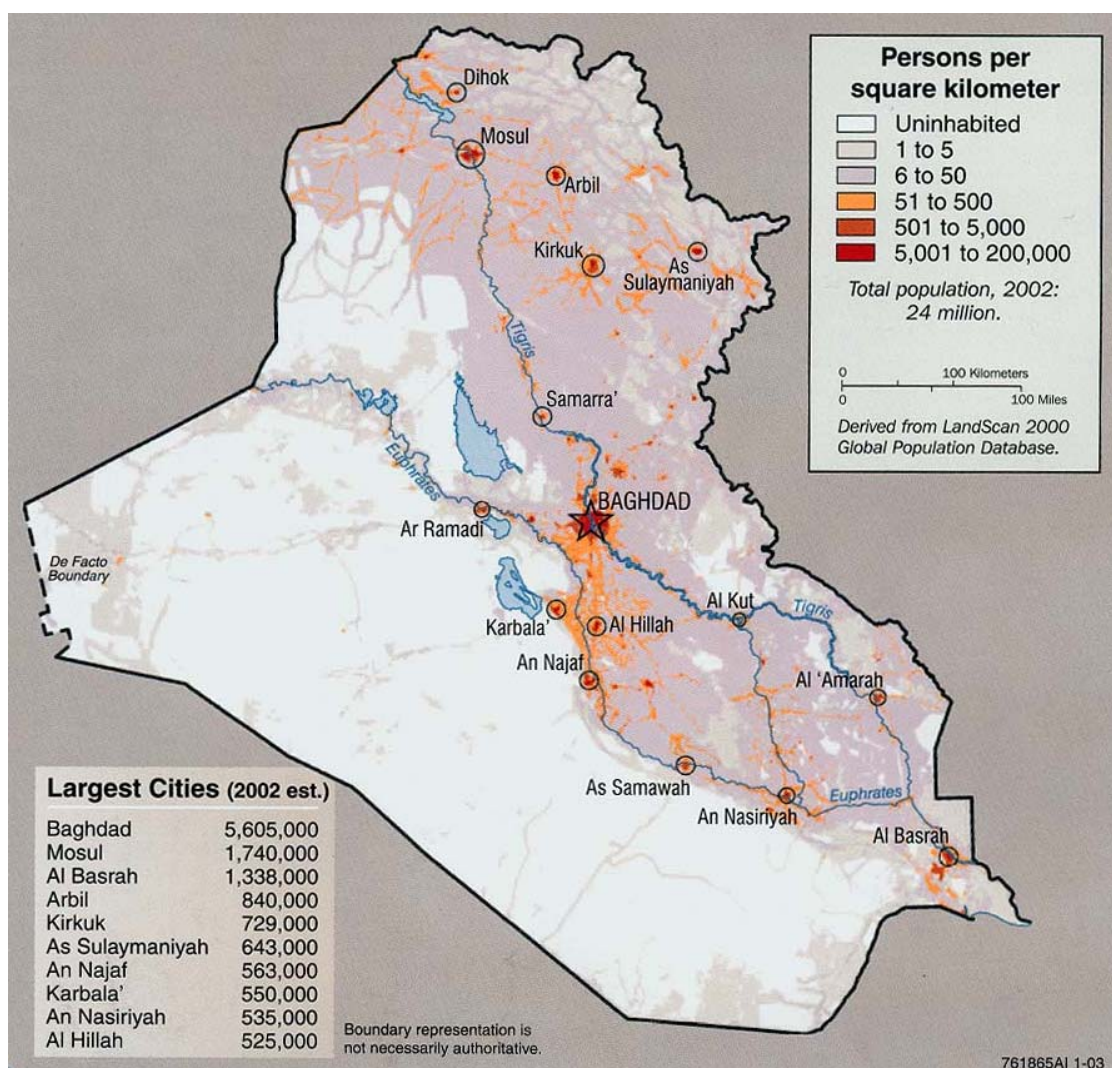 Persons per
square kilometer
Uninhabited
1 to 5
6 to 50
51 to 500
501 to 5,000
5,001 to 200,000
Total population, 2002:
24 million.
0 100 Kilometers
0 100 Miles
Derived from LandScan 2000
Global Population Database.
Dihok
Mosul
Arbil
Kirkuk
As
Sulaymaniyah
Tigris
Samarra'
Euphrates
BAGHDAD
Ar Ramadi
De Facto
Boundary
Karbala'
Al Hillah
Al Kut
Tigris
An Najaf
Al 'Amarah
As Samawah
An Nasiriyah
Euphrates
Al Basrah
Largest Cities (2002 est.)
Baghdad 5,605,000
Mosul 1,740,000
Al Basrah 1,338,000
Arbil 840,000
Kirkuk 729,000
As Sulaymaniyah 643,000
An Najaf 563,000
Karbala' 550,000
An Nasiriyah 535,000
Al Hillah 525,000
Boundary representation is
not necessarily authoritative.
761865AI 1-03